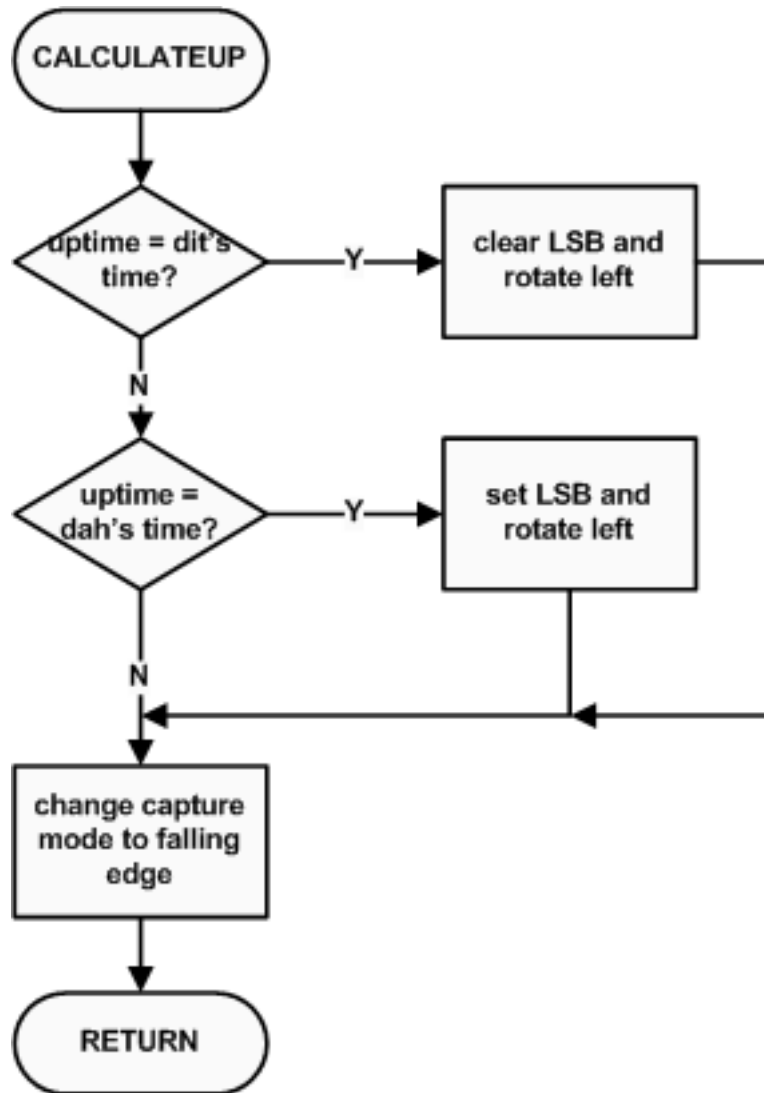 CALCULATEUP
uptime = dit's
time?
Y
clear LSB and
rotate left
N
uptime =
dah's time?
Y
set LSB and
rotate left
N
change capture
mode to falling
edge
RETURN